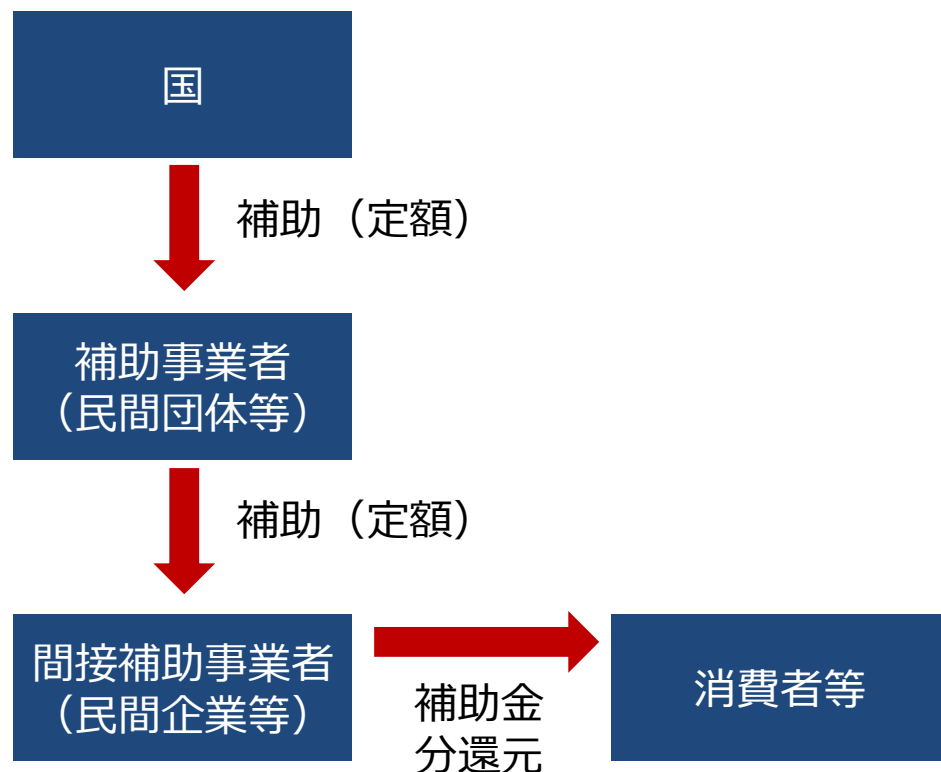 国
補助（定額）
補助事業者
（民間団体等）
補助（定額）
間接補助事業者
（民間企業等）
補助金
分還元
消費者等